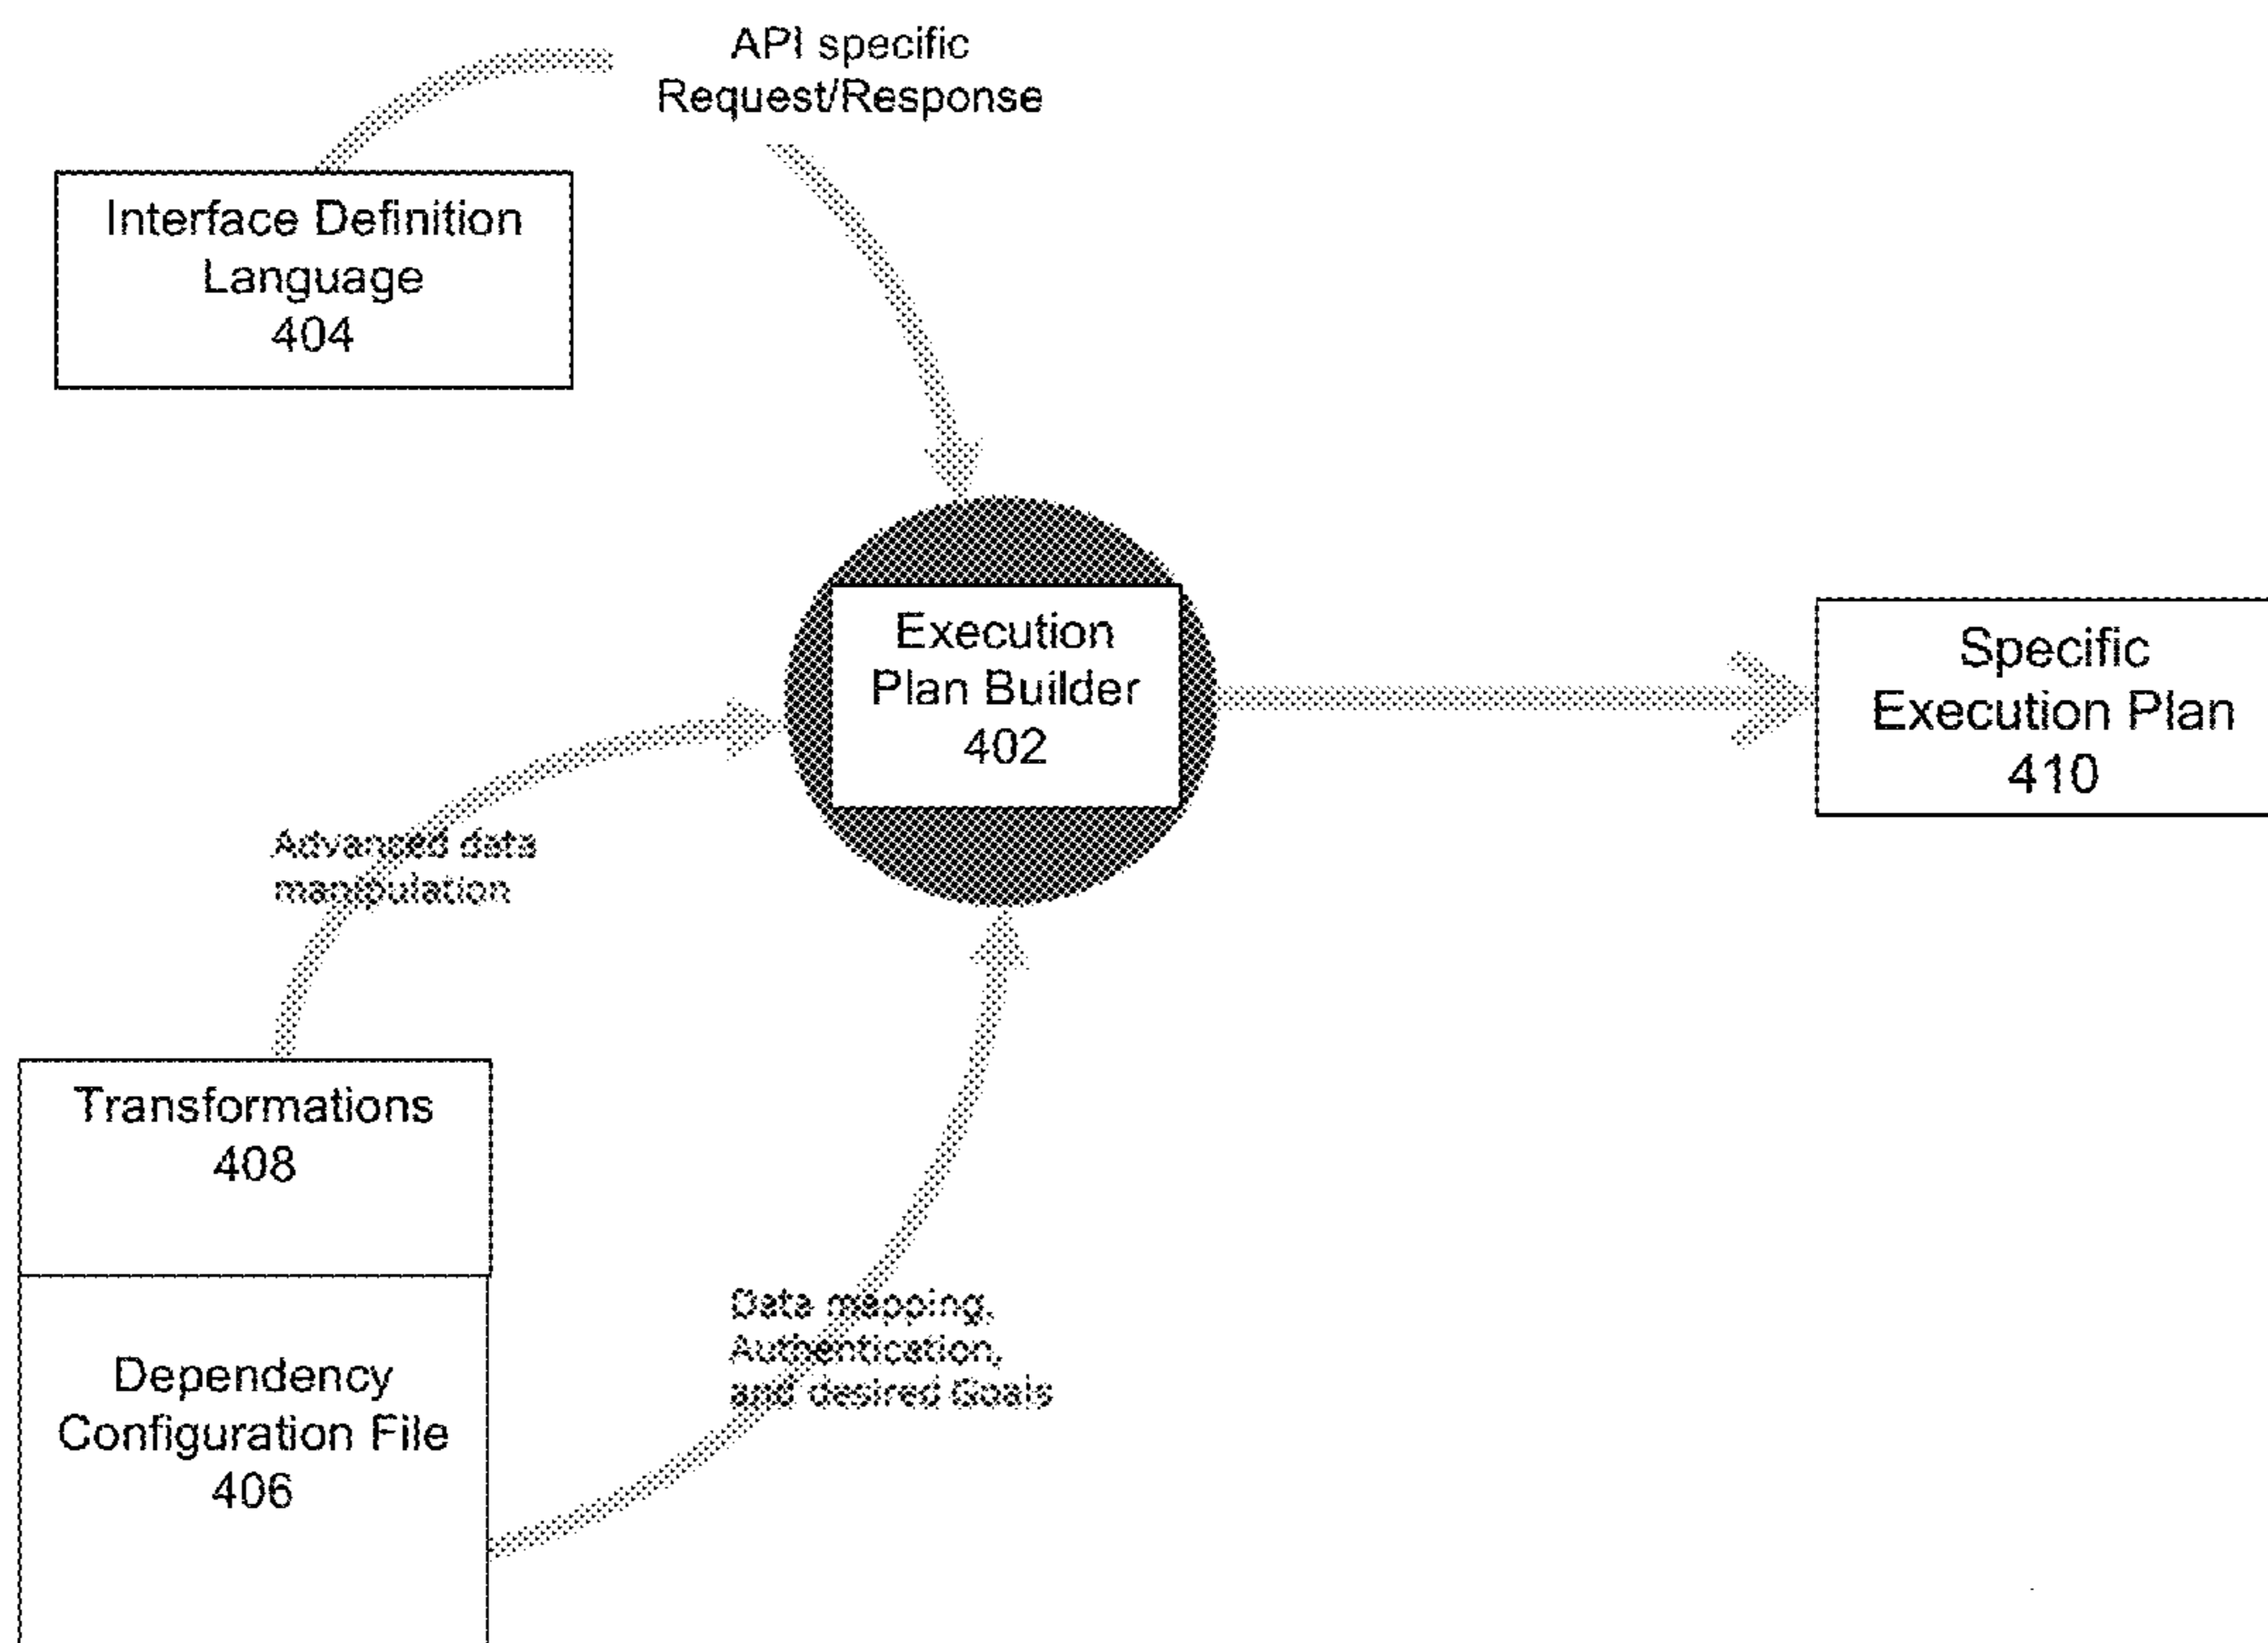 API specific
Request/Response
Interface Definition
Language
404
Execution
Plan Builder
402
Specific
Execution Plan
410
Advanced data
manipulation
Transformations
408
Data mapping,
Authentication,
and desired Goals
Dependency
Configuration File
406